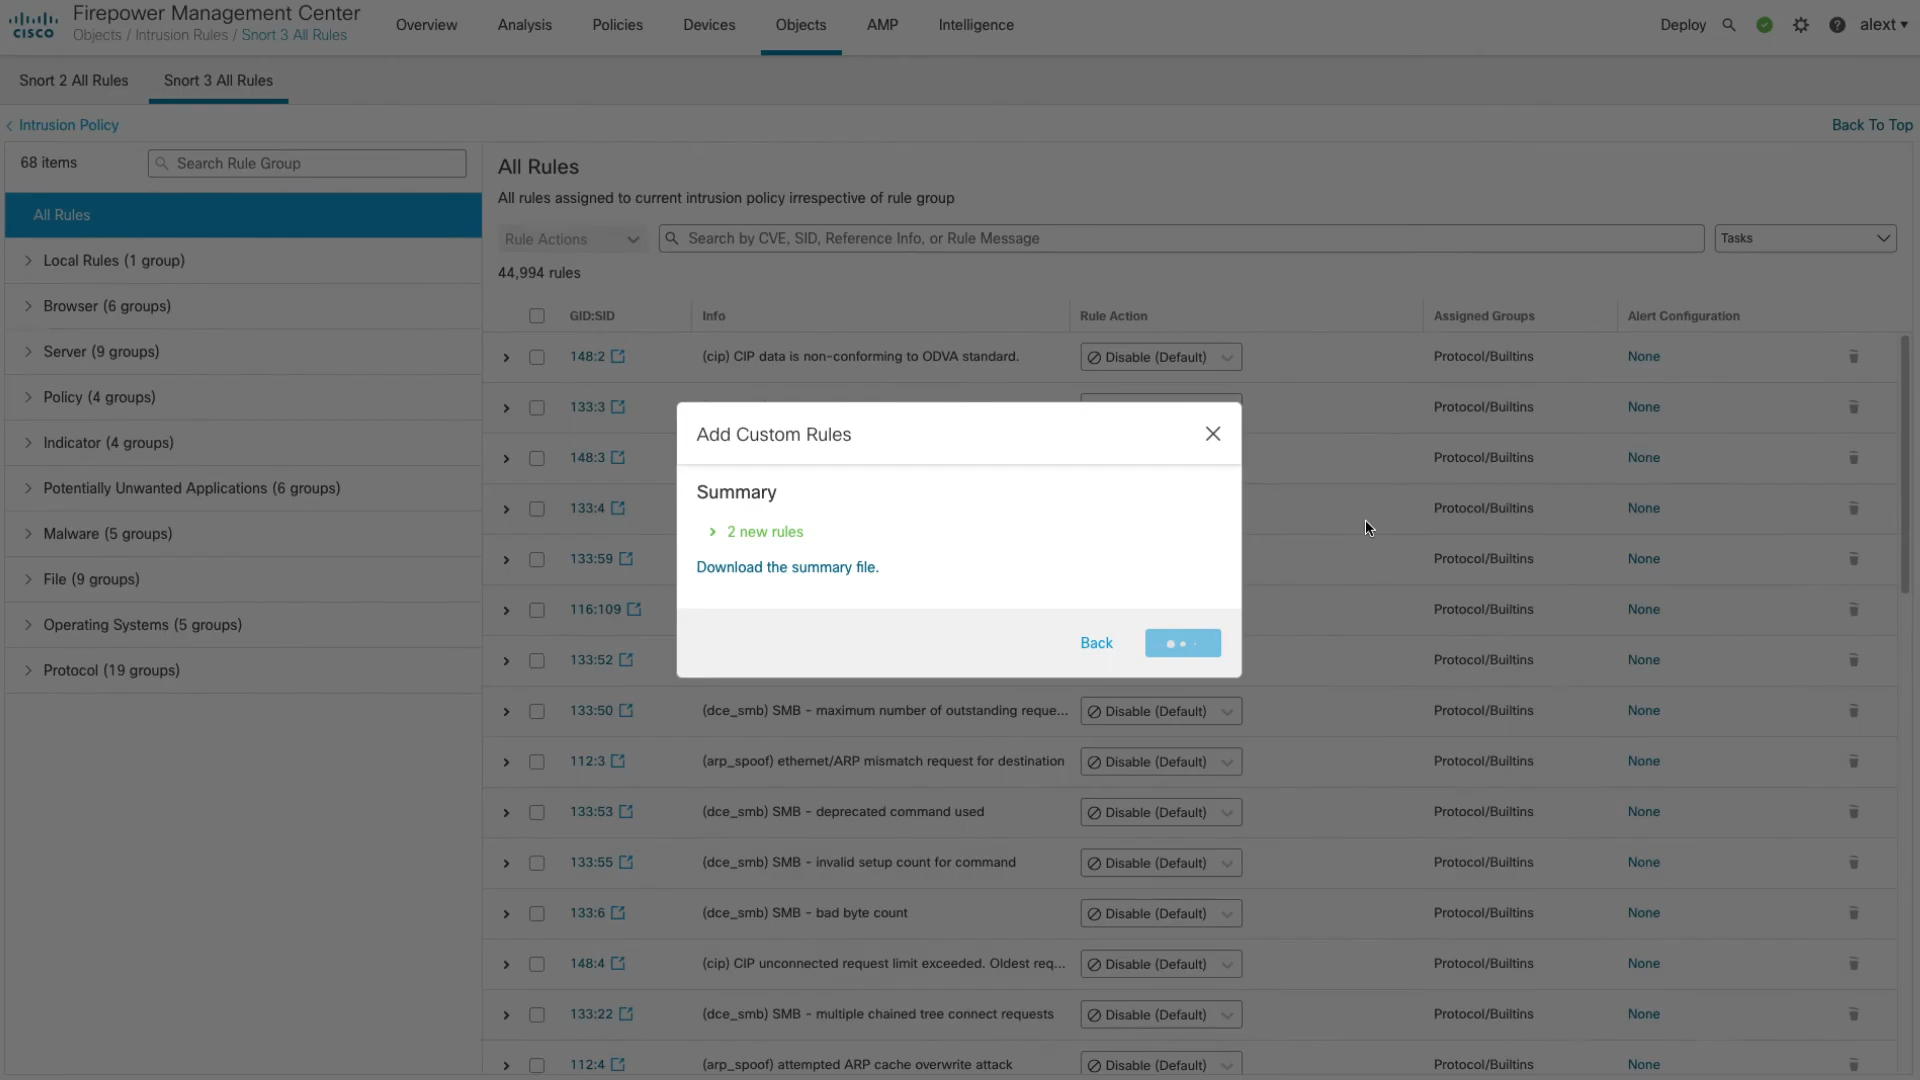 Firepower Management Center
CISCO
Objects / Intrusion Rules / Snort 3 All Rules
Overview
Analysis
Policies
Devices
Objects
AMP
Intelligence
Deploy
alext
Snort 2 All Rules
Snort 3 All Rules
Intrusion Policy
Back To Top
68 items
Search Rule Group
All Rules
Local Rules (1 group)
Browser (6 groups)
Server (9 groups)
Policy (4 groups)
Indicator (4 groups)
Potentially Unwanted Applications (6 groups)
Malware (5 groups)
File (9 groups)
Operating Systems (5 groups)
Protocol (19 groups)
All Rules
All rules assigned to current intrusion policy irrespective of rule group
Rule Actions
Search by CVE, SID, Reference Info, or Rule Message
Tasks
44,994 rules
GID:SID Info Rule Action Assigned Groups Alert Configuration
148:2 (cip) CIP data is non-conforming to ODVA standard. Disable (Default) Protocol/Builtins None
133:3 Protocol/Builtins None
148:3 Protocol/Builtins None
133:4 Protocol/Builtins None
133:59 Protocol/Builtins None
116:109 Protocol/Builtins None
133:52 Protocol/Builtins None
133:50 (dce_smb) SMB - maximum number of outstanding reque... Disable (Default) Protocol/Builtins None
112:3 (arp_spoof) ethernet/ARP mismatch request for destination Disable (Default) Protocol/Builtins None
133:53 (dce_smb) SMB - deprecated command used Disable (Default) Protocol/Builtins None
133:55 (dce_smb) SMB - invalid setup count for command Disable (Default) Protocol/Builtins None
133:6 (dce_smb) SMB - bad byte count Disable (Default) Protocol/Builtins None
148:4 (cip) CIP unconnected request limit exceeded. Oldest req... Disable (Default) Protocol/Builtins None
133:22 (dce_smb) SMB - multiple chained tree connect requests Disable (Default) Protocol/Builtins None
112:4 (arp_spoof) attempted ARP cache overwrite attack Disable (Default) Protocol/Builtins None
Add Custom Rules
Summary
2 new rules
Download the summary file.
Back